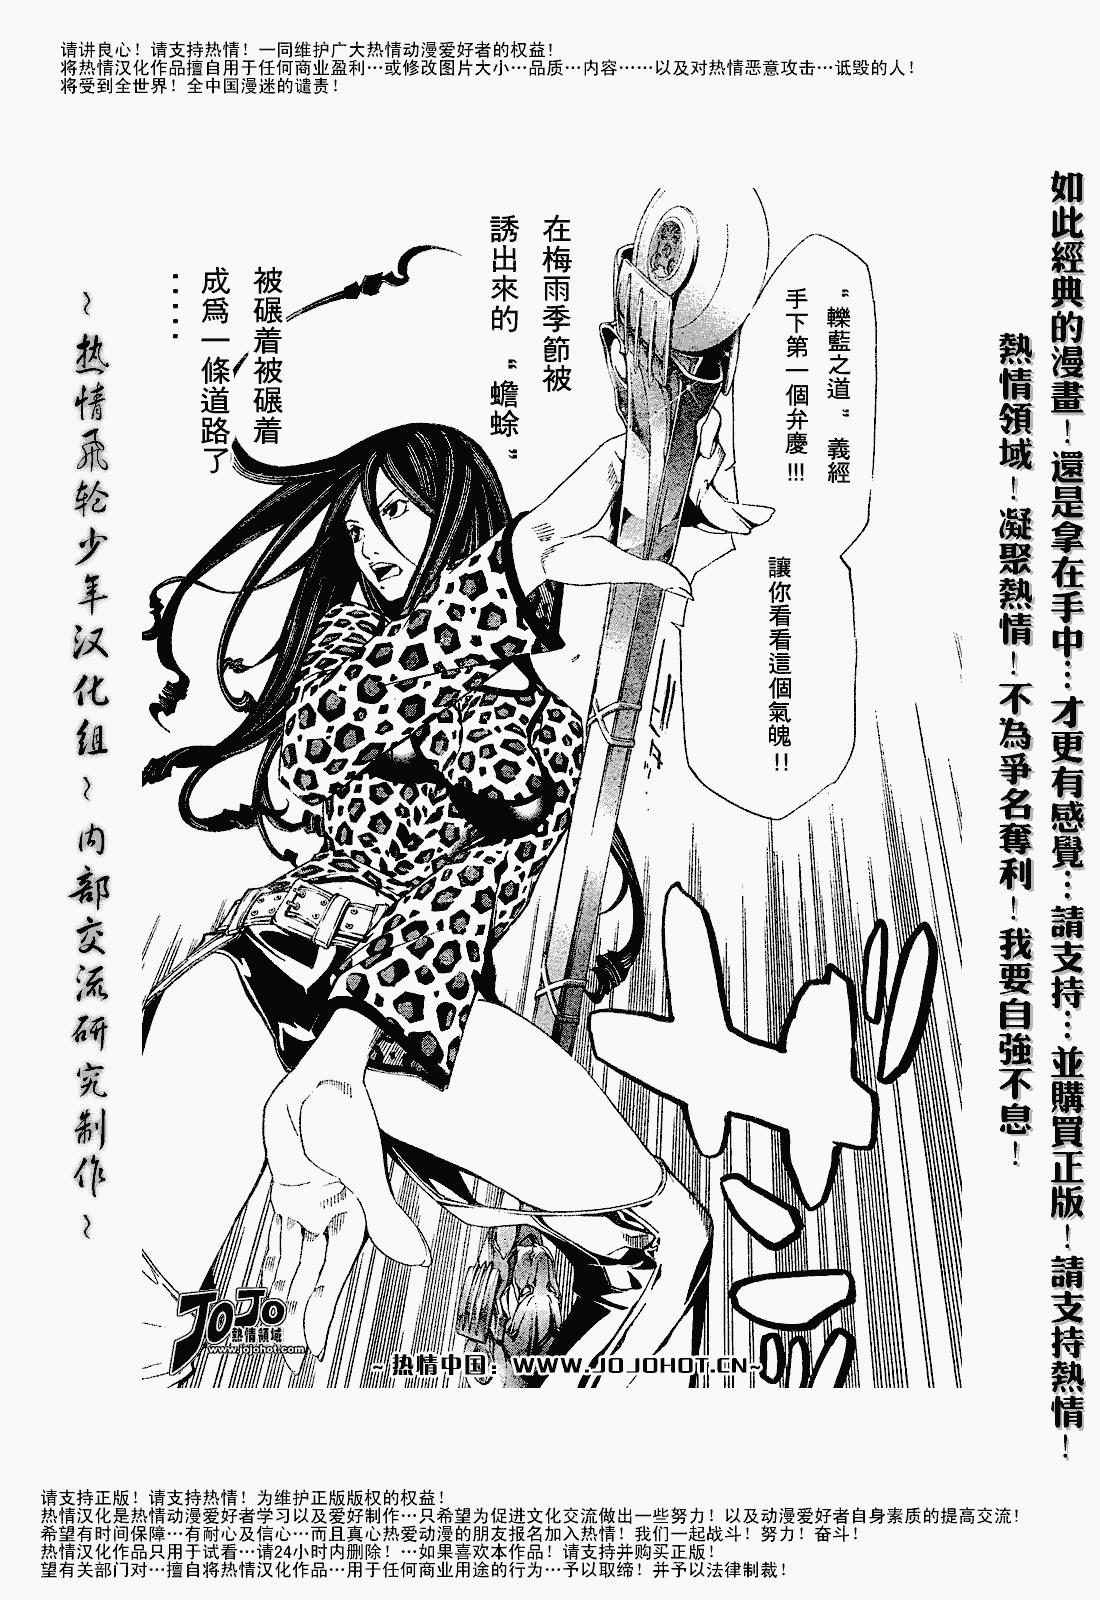 请讲良心！请支持热情！一同维护广大热情动漫爱好者的权益！
将热情汉化作品擅自用于任何商业盈利…或修改图片大小…品质…内容……以及对热情恶意攻击…诋毁的人！
将受到全世界！全中国漫迷的谴责！
如此經典的漫畫！還是拿在手中…才更有感覺…請支持…並購買正版！請支持熱情！
熱情領域！凝聚熱情！不為爭名奪利！我要自強不息！
“轢藍之道”義經
手下第一個弁慶!!!
讓你看看這個氣魄!!
在梅雨季節被
誘出來的“蟾蜍”
被碾着被碾着
成爲一條道路了
……
~热情飛轮少年汉化组~内部交流研究制作~
JOJO
熱情領域
www.jojohot.com
~热情中国：WWW.JOJOHOT.CN~
请支持正版！请支持热情！为维护正版版权的权益！
热情汉化是热情动漫爱好者学习以及爱好制作…只希望为促进文化交流做出一些努力！以及动漫爱好者自身素质的提高交流！
希望有时间保障…有耐心及信心…而且真心热爱动漫的朋友报名加入热情！我们一起战斗！努力！奋斗！
热情汉化作品只用于试看…请24小时内删除！…如果喜欢本作品！请支持并购买正版！
望有关部门对…擅自将热情汉化作品…用于任何商业用途的行为…予以取缔！并予以法律制裁！